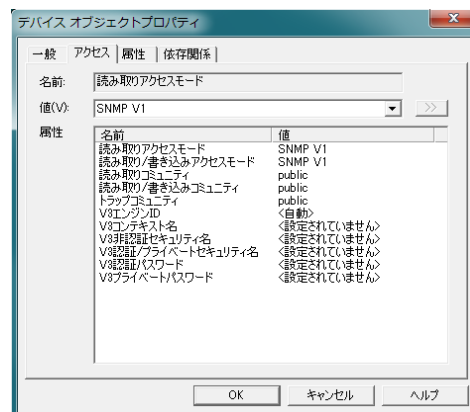 デバイス オブジェクトプロパティ
一般 アクセス 属性 依存関係
名前: 読み取りアクセスモード
値(V): SNMP V1 >>
属性
名前 値
読み取りアクセスモード SNMP V1
読み取り/書き込みアクセスモード SNMP V1
読み取りコミュニティ public
読み取り/書き込みコミュニティ public
トラップコミュニティ public
V3エンジンID <自動>
V3コンテキスト名 <設定されていません>
V3非認証セキュリティ名 <設定されていません>
V3認証/プライベートセキュリティ名 <設定されていません>
V3認証パスワード <設定されていません>
V3プライベートパスワード <設定されていません>
OK キャンセル ヘルプ